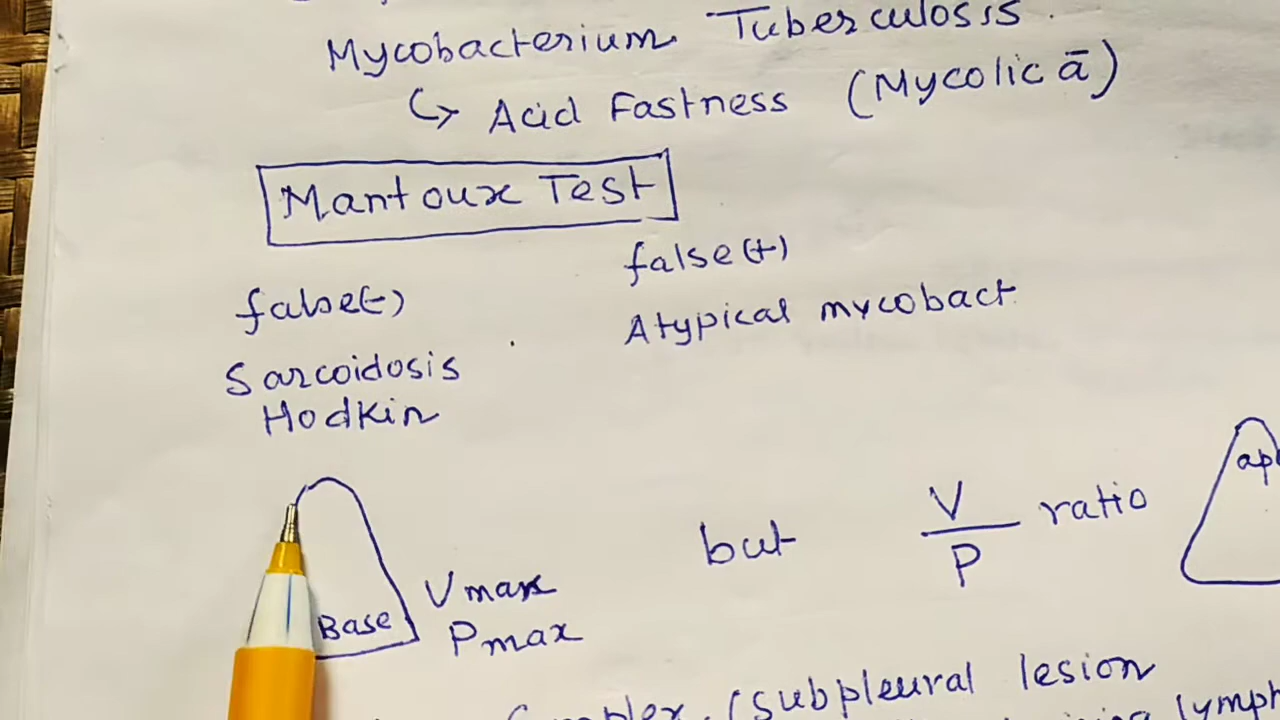 Mycobacterium Tuberculosis.
↳ Acid Fastness (Mycolic ā)
Mantoux Test
false(-)
Sarcoidosis
Hodkin
false(+)
Atypical mycobact
Base
Vmax
Pmax
but V/P ratio
(subpleural lesion